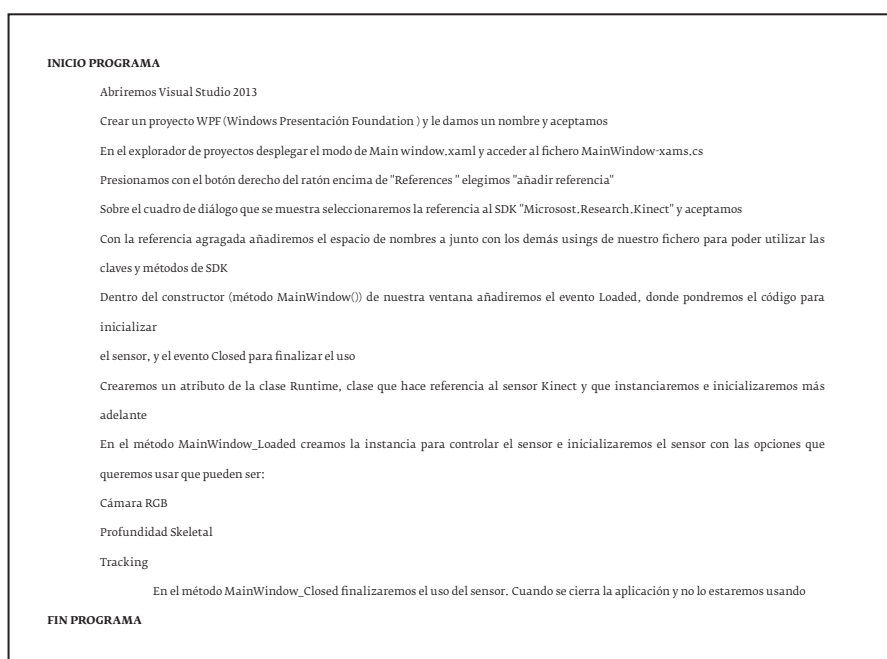 INICIO PROGRAMA
Abriremos Visual Studio 2013
Crear un proyecto WPF (Windows Presentación Foundation ) y le damos un nombre y aceptamos
En el explorador de proyectos desplegar el modo de Main window.xaml y acceder al fichero MainWindow-xams.cs
Presionamos con el botón derecho del ratón encima de "References " elegimos "añadir referencia"
Sobre el cuadro de diálogo que se muestra seleccionaremos la referencia al SDK "Microsost.Research.Kinect" y aceptamos
Con la referencia agragada añadiremos el espacio de nombres a junto con los demás usings de nuestro fichero para poder utilizar las
claves y métodos de SDK
Dentro del constructor (método MainWindow()) de nuestra ventana añadiremos el evento Loaded, donde pondremos el código para
inicializar
el sensor, y el evento Closed para finalizar el uso
Crearemos un atributo de la clase Runtime, clase que hace referencia al sensor Kinect y que instanciaremos e inicializaremos más
adelante
En el método MainWindow_Loaded creamos la instancia para controlar el sensor e inicializaremos el sensor con las opciones que
queremos usar que pueden ser:
Cámara RGB
Profundidad Skeletal
Tracking
En el método MainWindow_Closed finalizaremos el uso del sensor. Cuando se cierra la aplicación y no lo estaremos usando
FIN PROGRAMA